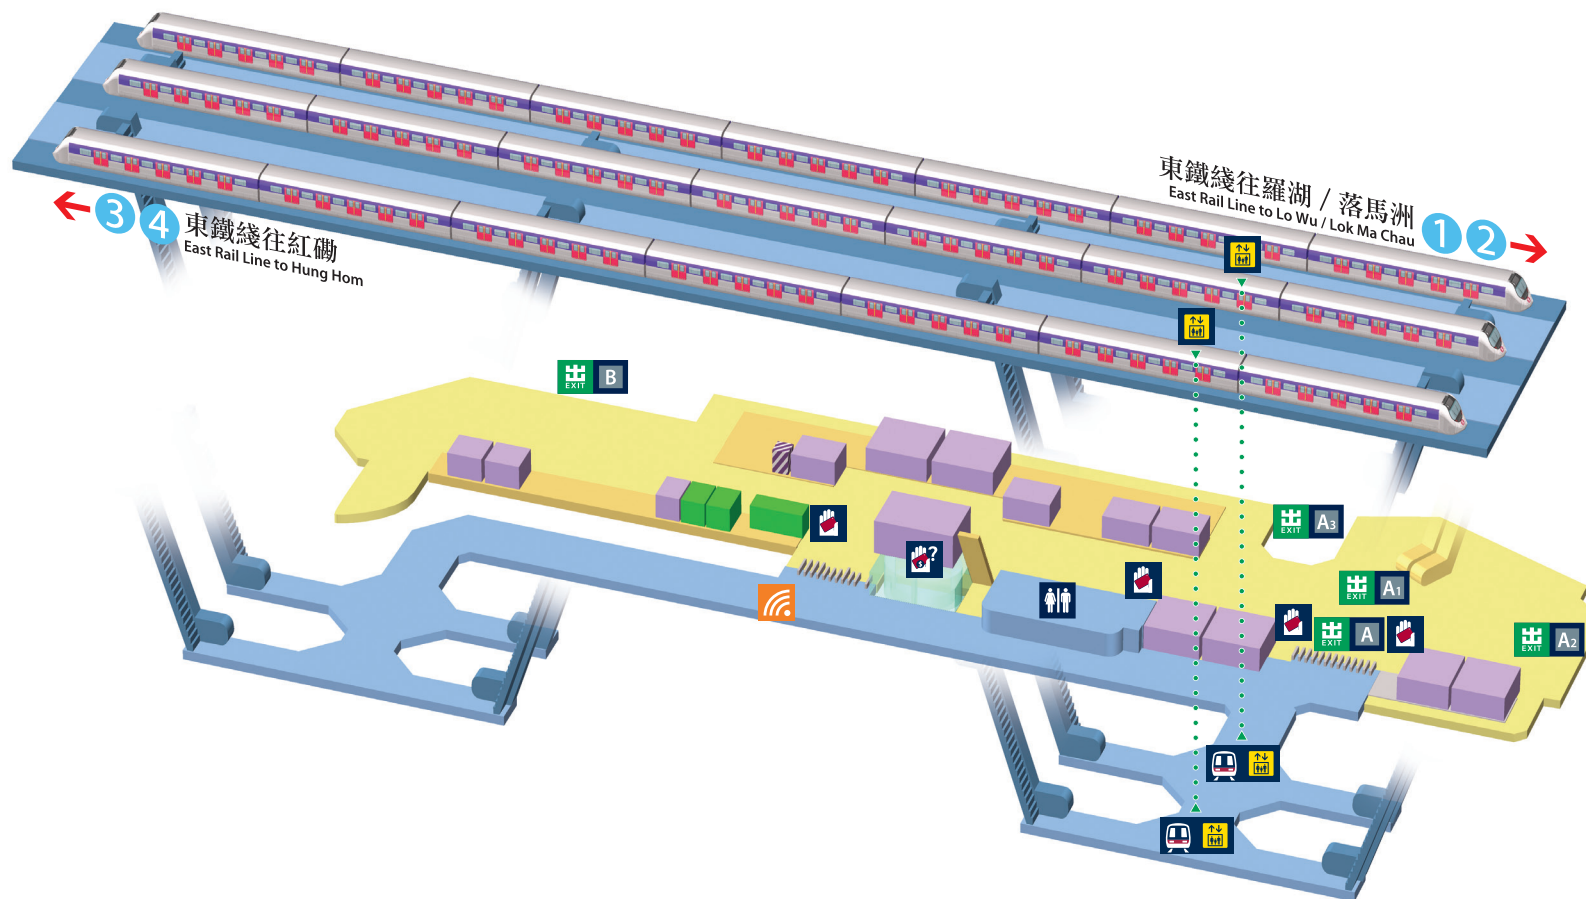 東鐵綫往羅湖 / 落馬洲
East Rail Line to Lo Wu / Lok Ma Chau
1 2
3 4
東鐵綫往紅磡
East Rail Line to Hung Hom
出 EXIT B
出 EXIT A3
?
出 EXIT A1
出 EXIT A
出 EXIT A2